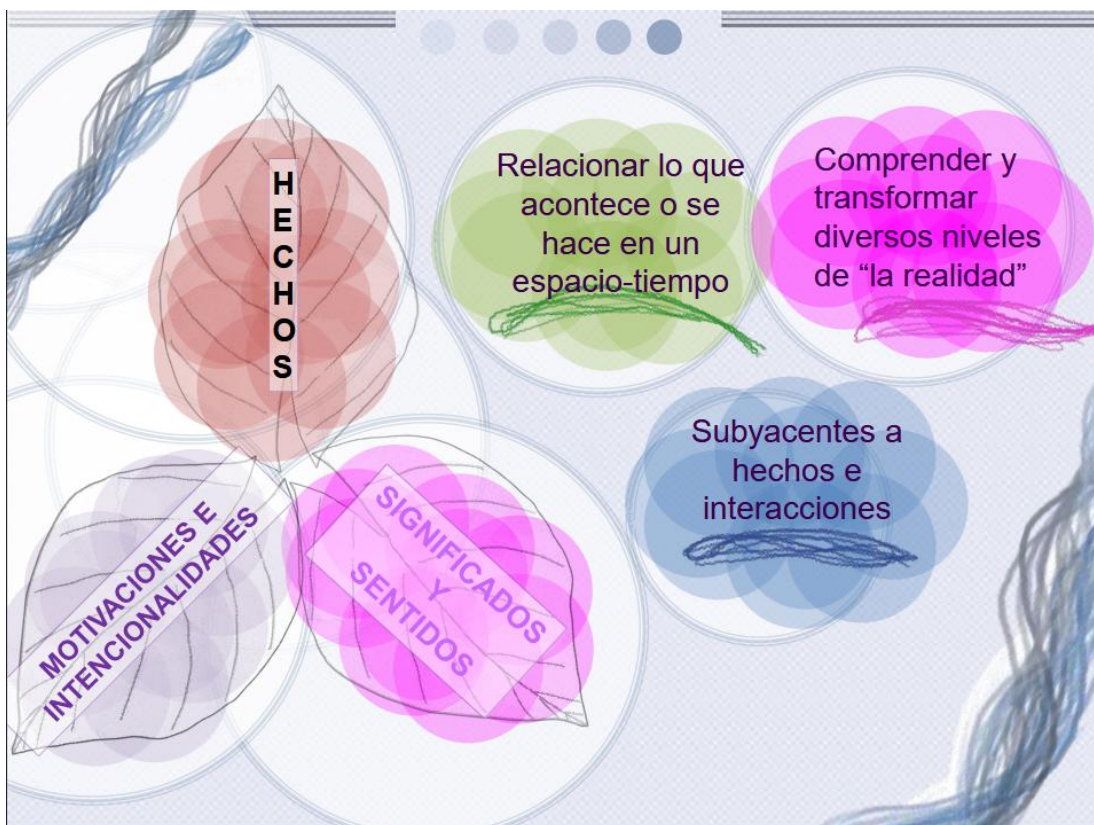 HECHOS
Relacionar lo que
acontece o se
hace en un
espacio-tiempo
Comprender y
transformar
diversos niveles
de “la realidad”
Subyacentes a
hechos e
interacciones
MOTIVACIONES E
INTENCIONALIDADES
SIGNIFICADOS
Y
SENTIDOS